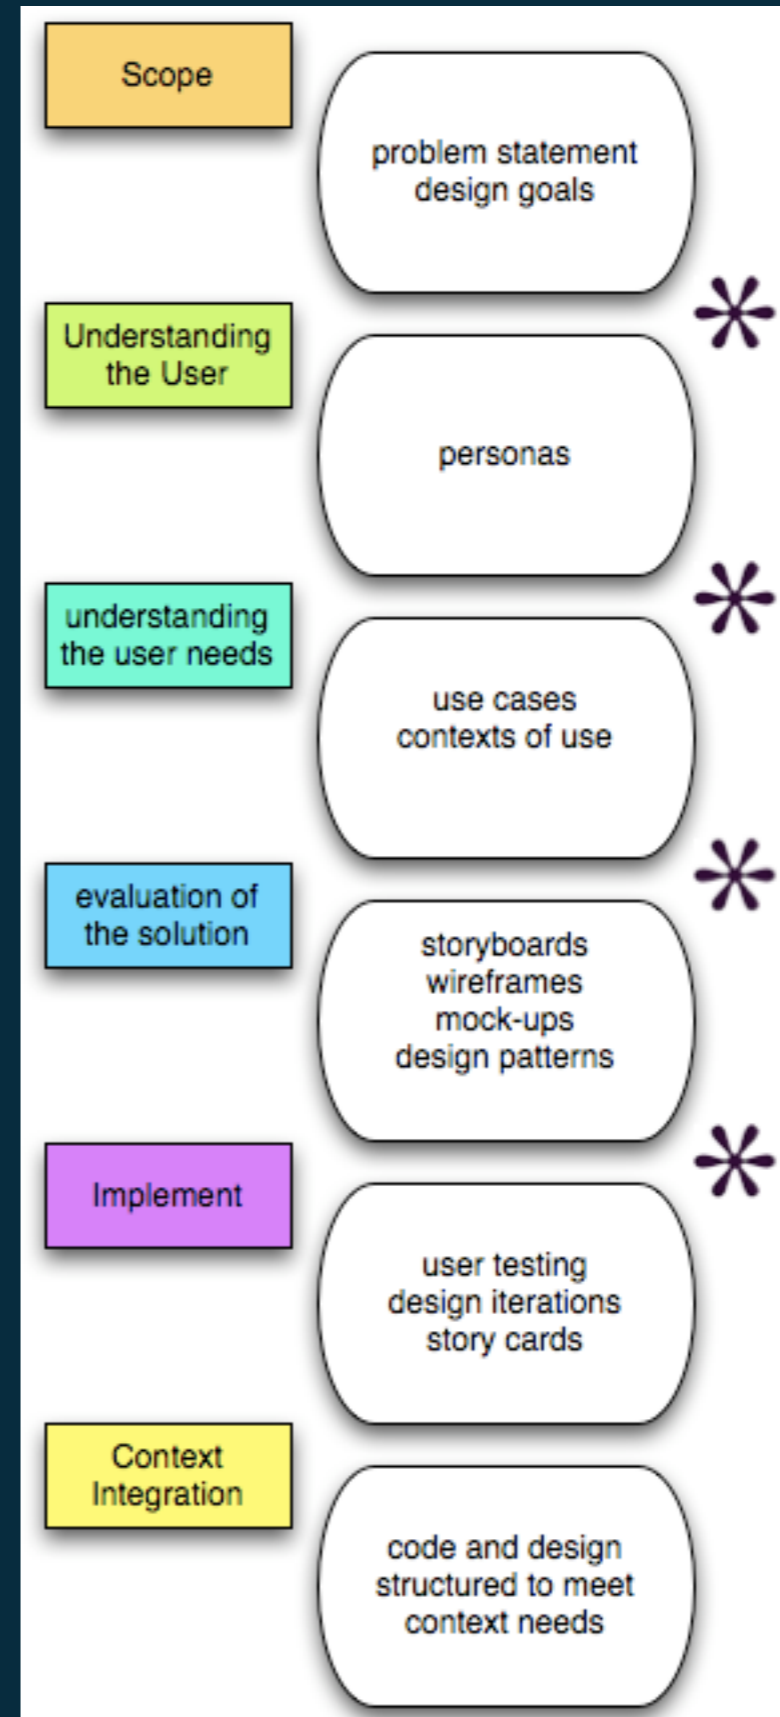 Scope
problem statement
design goals
Understanding
the User
personas
understanding
the user needs
use cases
contexts of use
evaluation of
the solution
storyboards
wireframes
mock-ups
design patterns
Implement
user testing
design iterations
story cards
Context
Integration
code and design
structured to meet
context needs